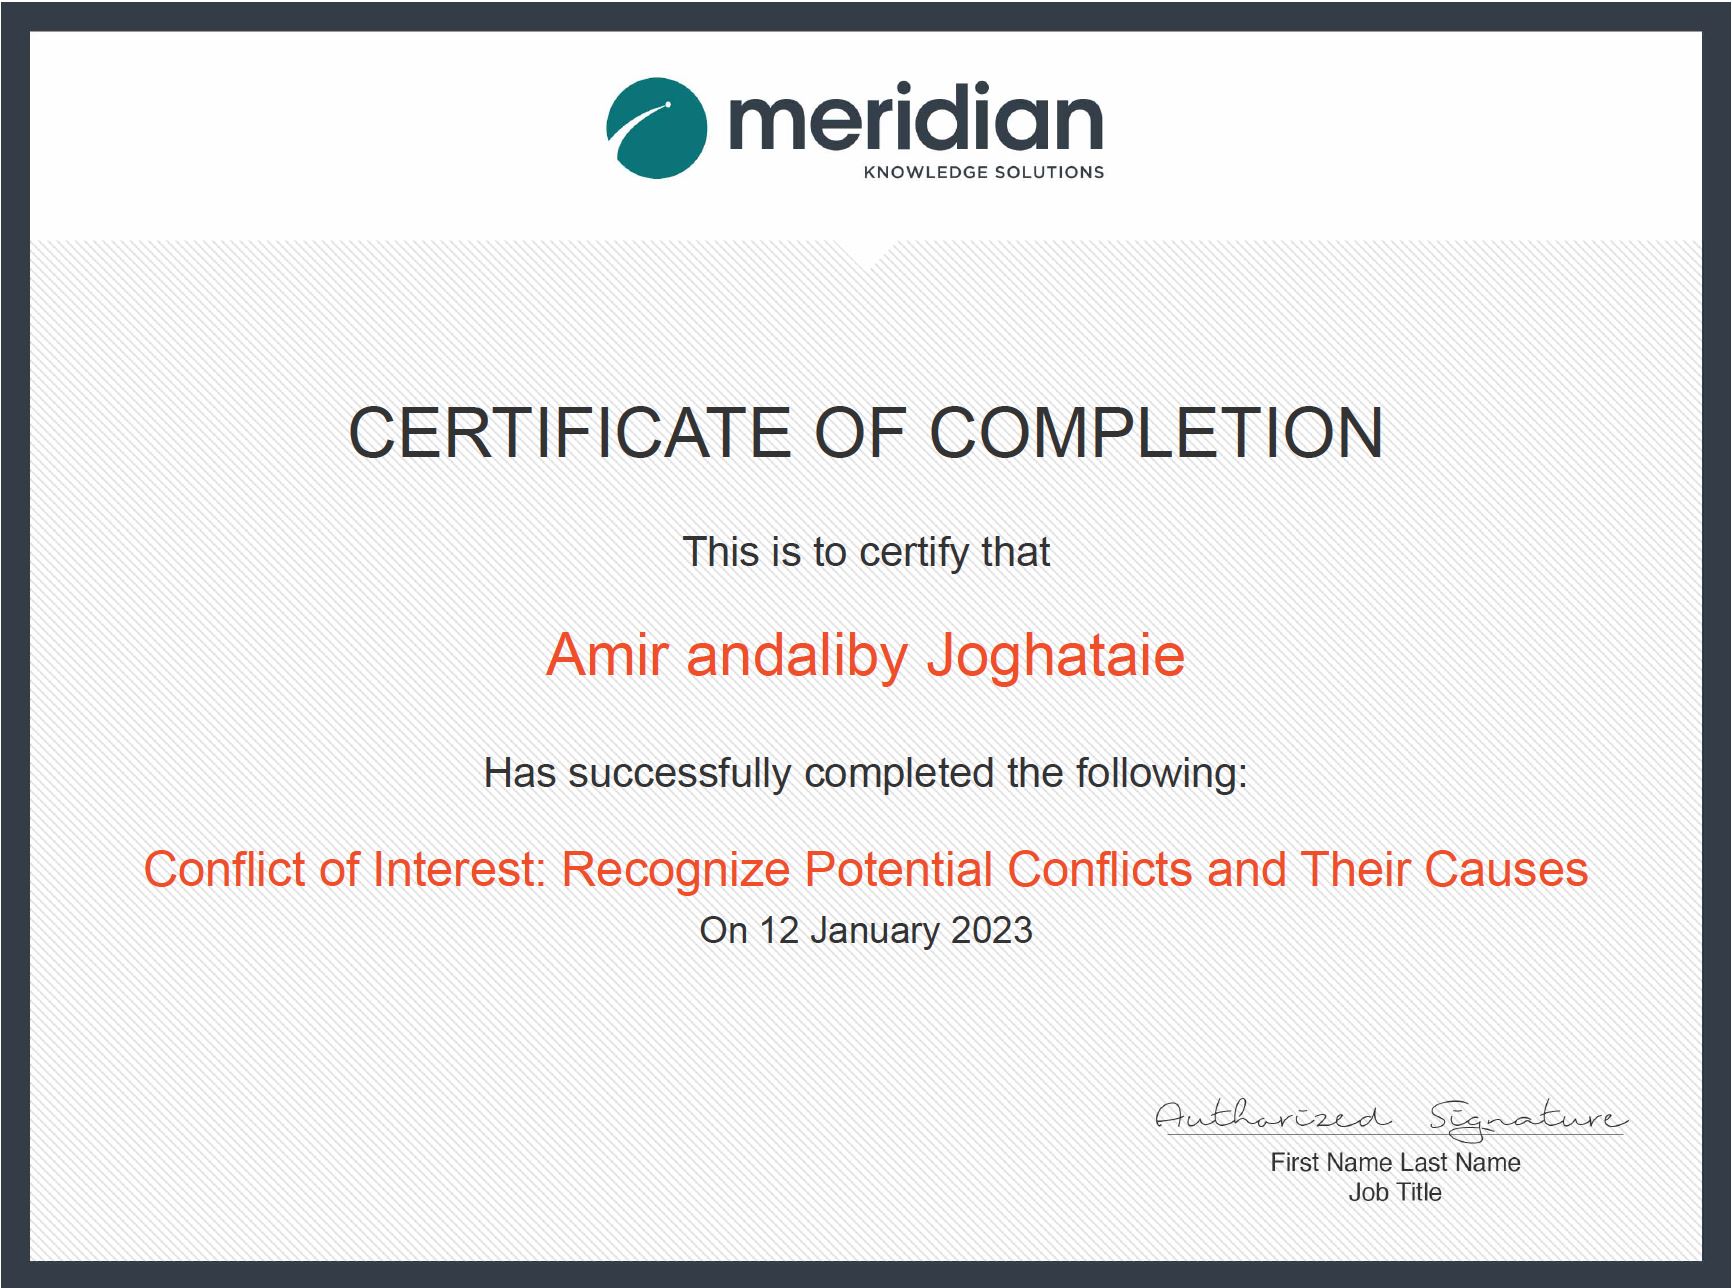 meridian
KNOWLEDGE SOLUTIONS
CERTIFICATE OF COMPLETION
This is to certify that
Amir andaliby Joghataie
Has successfully completed the following:
Conflict of Interest: Recognize Potential Conflicts and Their Causes
On 12 January 2023
Authorized Signature
First Name Last Name
Job Title